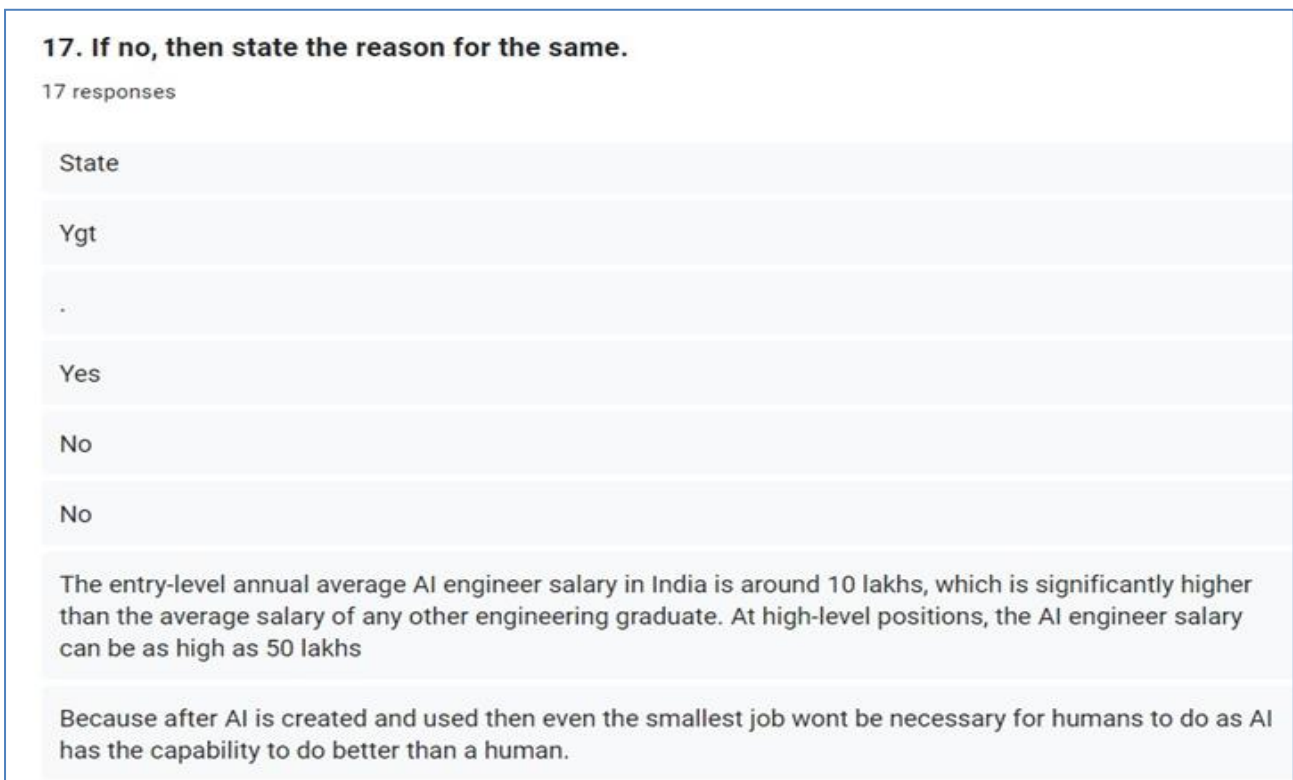 17. If no, then state the reason for the same.
17 responses
State
Ygt
.
Yes
No
No
The entry-level annual average AI engineer salary in India is around 10 lakhs, which is significantly higher
than the average salary of any other engineering graduate. At high-level positions, the AI engineer salary
can be as high as 50 lakhs
Because after AI is created and used then even the smallest job wont be necessary for humans to do as AI
has the capability to do better than a human.